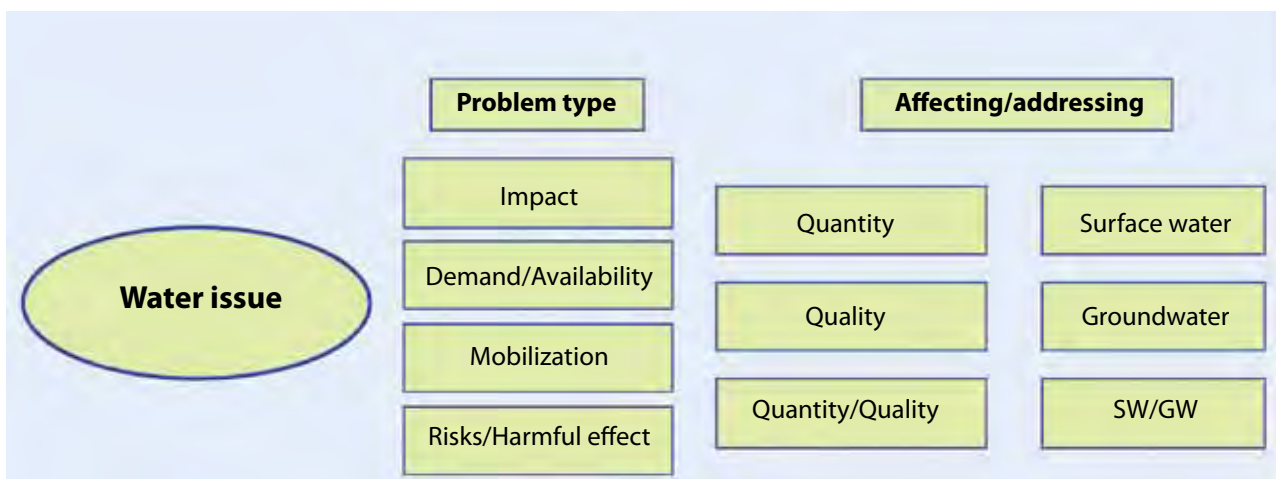 Problem type
Affecting/addressing
Impact
Demand/Availability
Mobilization
Risks/Harmful effect
Water issue
Quantity
Quality
Quantity/Quality
Surface water
Groundwater
SW/GW